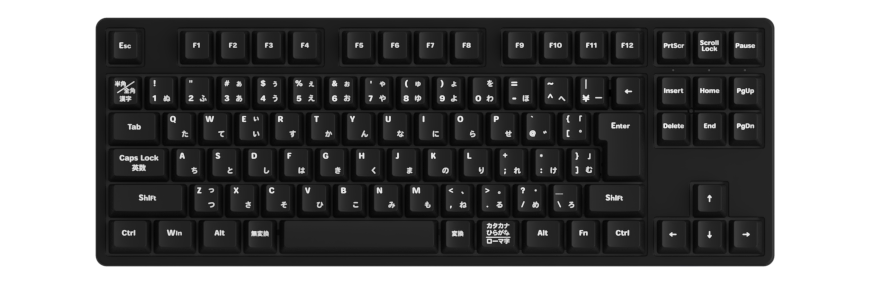 Esc F1 F2 F3 F4 F5 F6 F7 F8 F9 F10 F11 F12 PrtScr Scroll Lock Pause
半角/全角 漢字 ! 1 ぬ " 2 ふ # ぁ 3 あ $ ぅ 4 う % ぇ 5 え & ぉ 6 お ' ゃ 7 や ( ゅ 8 ゆ ) ょ 9 よ を 0 わ = - ほ ~ ^ へ | ¥ ー ← Insert Home PgUp
Tab Q た W て E ぃ い R す T か Y ん U な I に O ら P せ ` @ ゛ { 「 [ ゜ Enter Delete End PgDn
Caps Lock 英数 A ち S と D し F は G き H く J ま K の L り + ; れ * : け } 」 ] む
Shift Z っ つ X さ C そ V ひ B こ N み M も < 、 , ね > 。 . る ? ・ / め _ \ ろ Shift ↑
Ctrl Win Alt 無変換 変換 カタカナ ひらがな ローマ字 Alt Fn Ctrl ← ↓ →